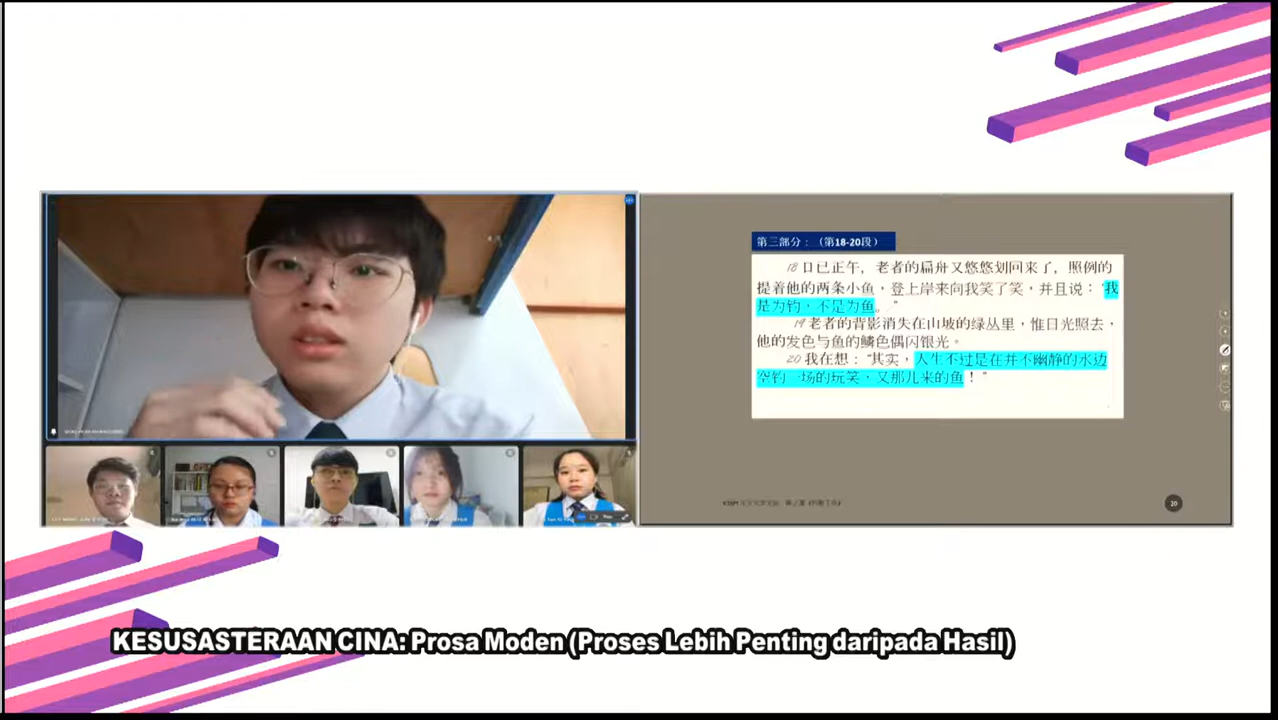 第三部分：（第18-20段）
18 日已正午，老者的扁舟又悠悠划回来了，照例的
提着他的两条小鱼，登上岸来向我笑了笑，并且说：“我
是为钓，不是为鱼。”
19 老者的背影消失在山坡的绿丛里，惟日光照去，
他的发色与鱼的鳞色偶闪银光。
20 我在想：“其实，人生不过是在并不幽静的水边
空钓一场的玩笑，又那儿来的鱼！”
20
KESUSASTERAAN CINA: Prosa Moden (Proses Lebih Penting daripada Hasil)